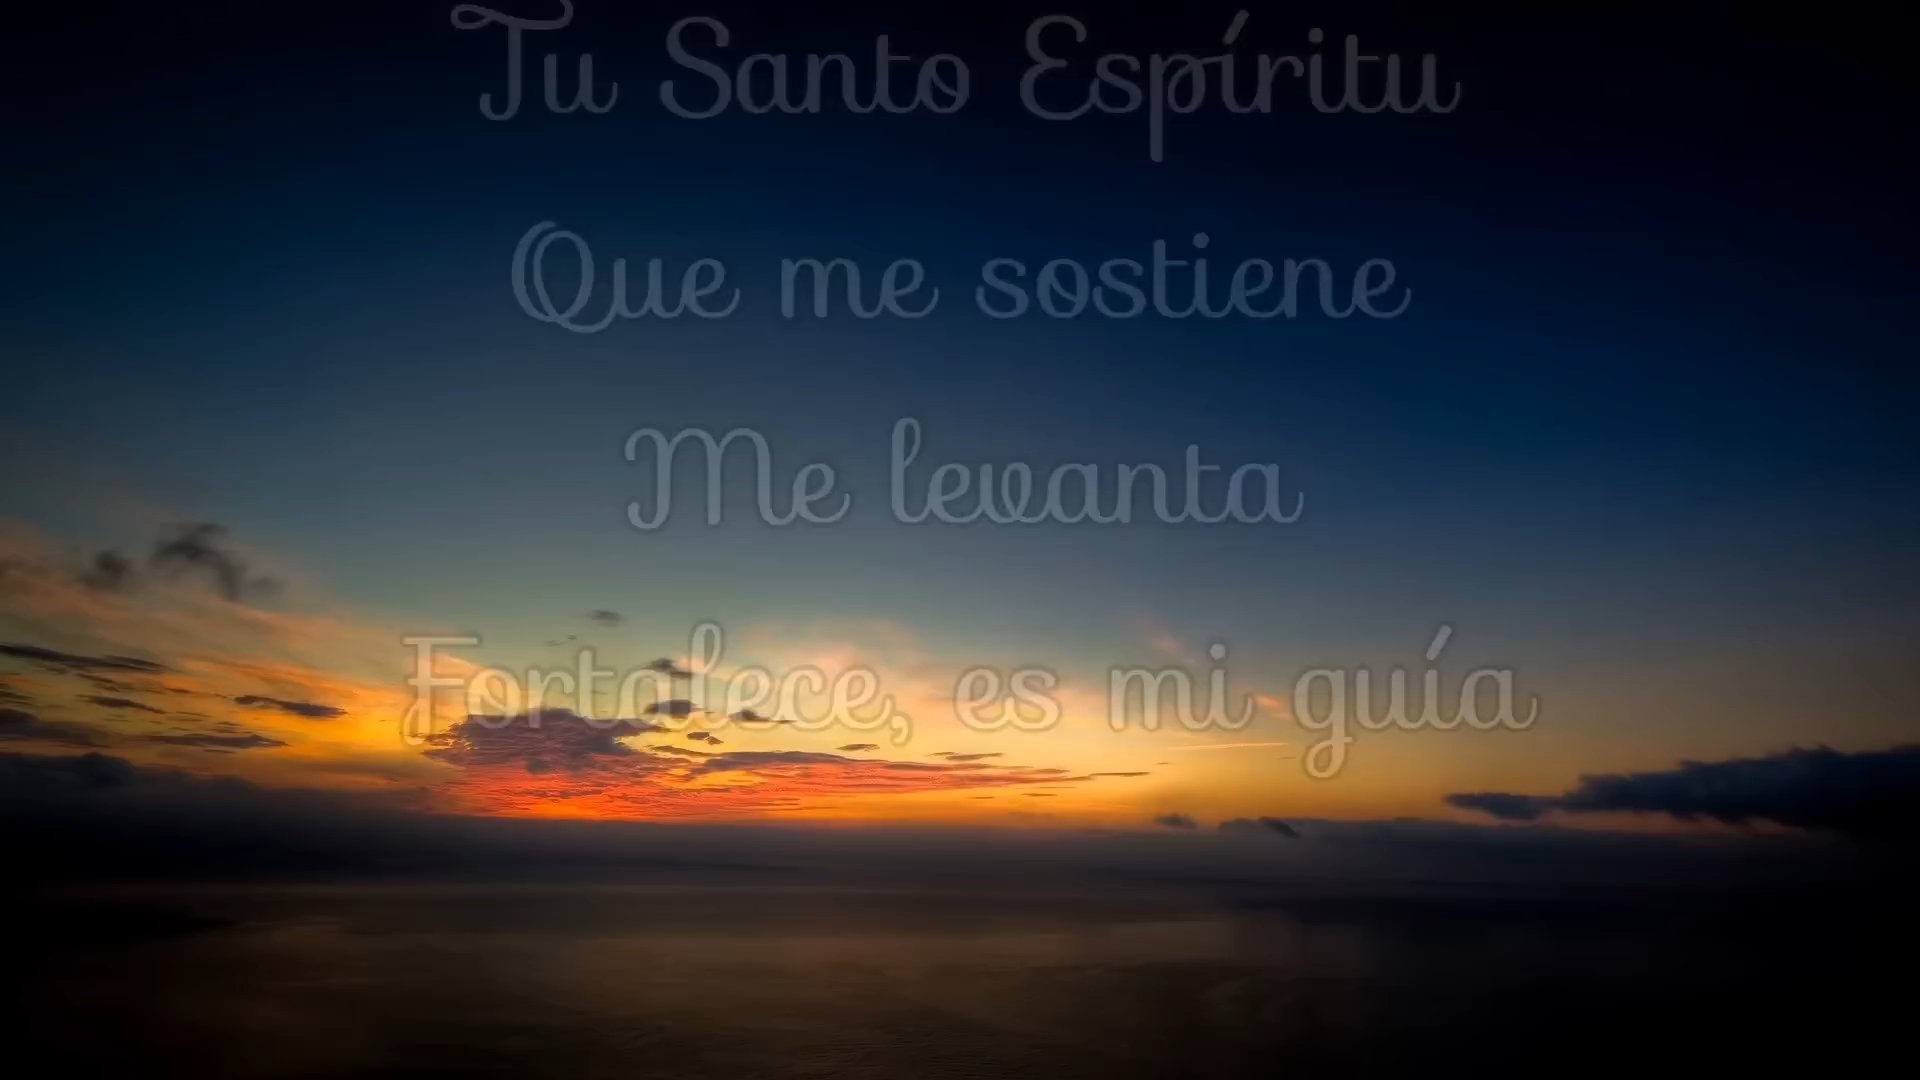 Tu Santo Espíritu
Que me sostiene
Me levanta
Fortalece, es mi guía